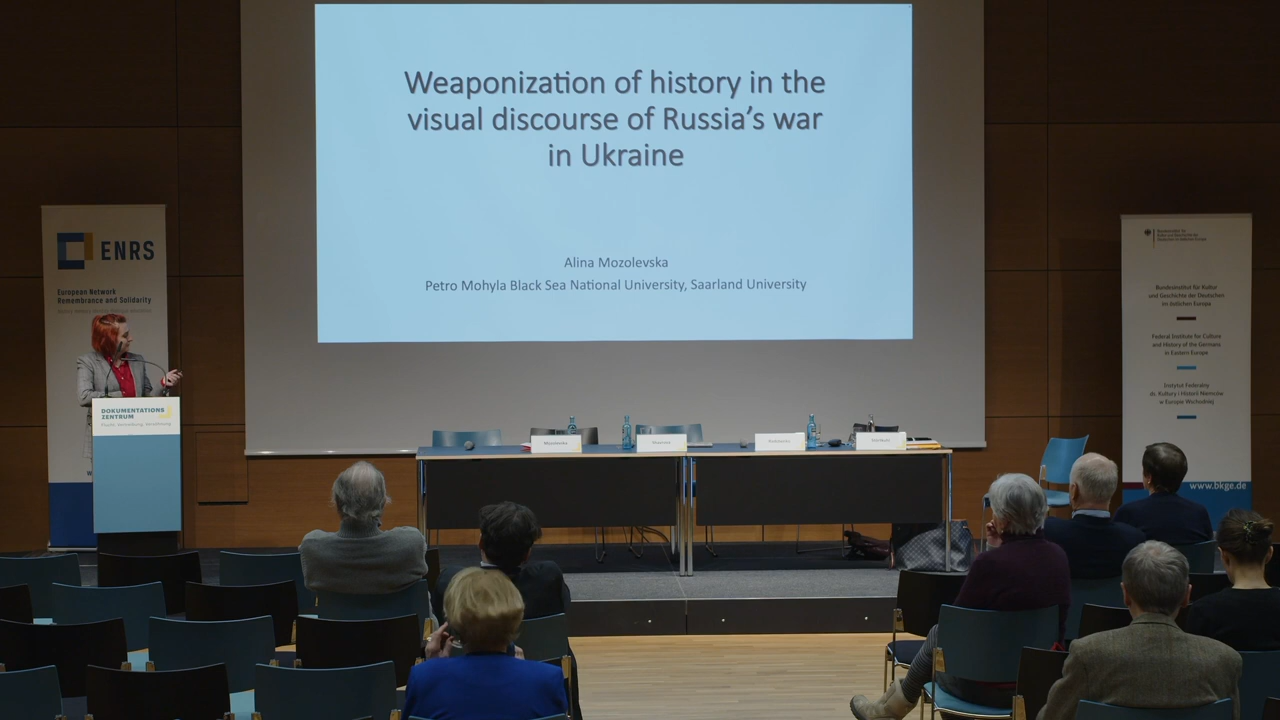 Weaponization of history in the
visual discourse of Russia's war
in Ukraine
Alina Mozolevska
Petro Mohyla Black Sea National University, Saarland University
ENRS
European Network
Remembrance and Solidarity
DOKUMENTATIONS
ZENTRUM
Flucht, Vertreibung, Versöhnung
Bundesinstitut für Kultur
und Geschichte der Deutschen
im östlichen Europa
Federal Institute for Culture
and History of the Germans
in Eastern Europe
Instytut Federalny
ds. Kultury i Historii Niemców
w Europie Wschodniej
www.bkge.de